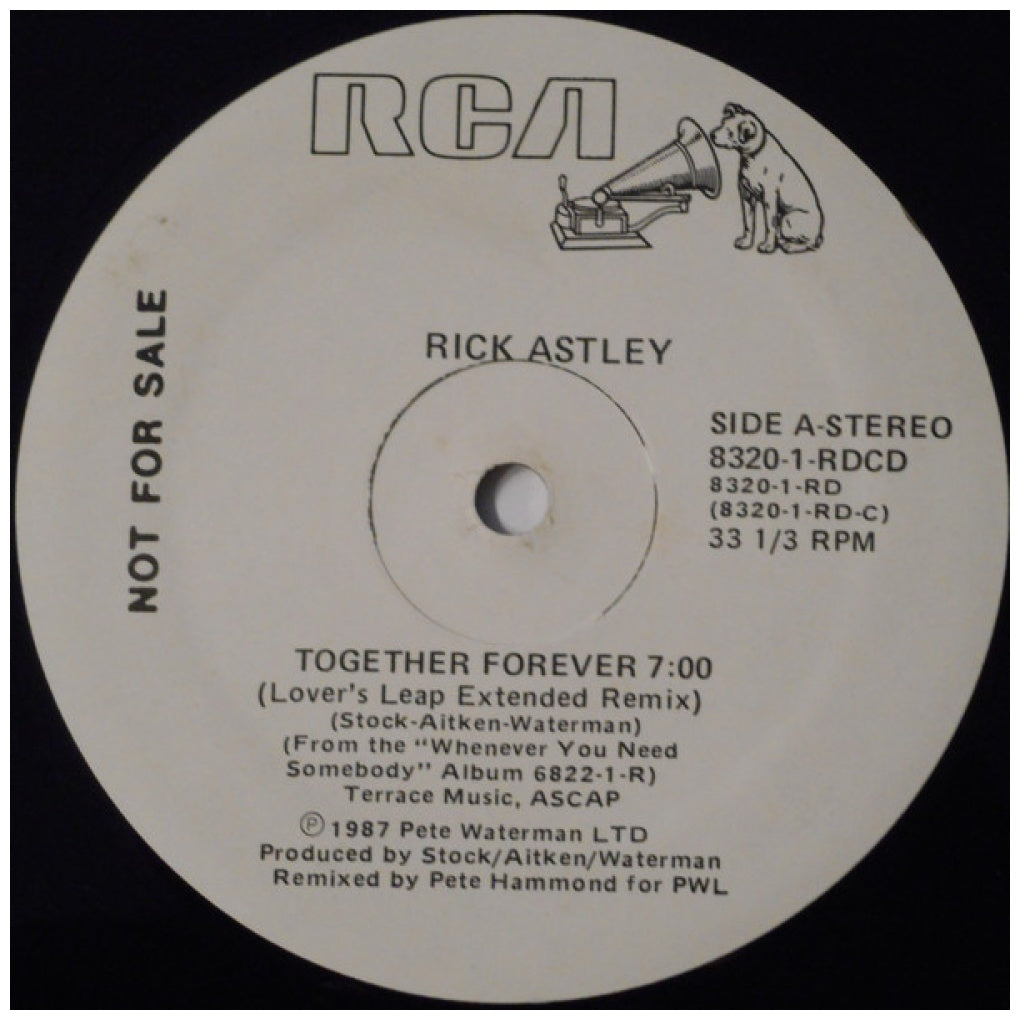 RCA
NOT FOR SALE
RICK ASTLEY
SIDE A-STEREO
8320-1-RDCD
8320-1-RD
(8320-1-RD-C)
33 1/3 RPM
TOGETHER FOREVER 7:00
(Lover's Leap Extended Remix)
(Stock-Aitken-Waterman)
(From the "Whenever You Need
Somebody" Album 6822-1-R)
Terrace Music, ASCAP
Ⓟ1987 Pete Waterman LTD
Produced by Stock/Aitken/Waterman
Remixed by Pete Hammond for PWL